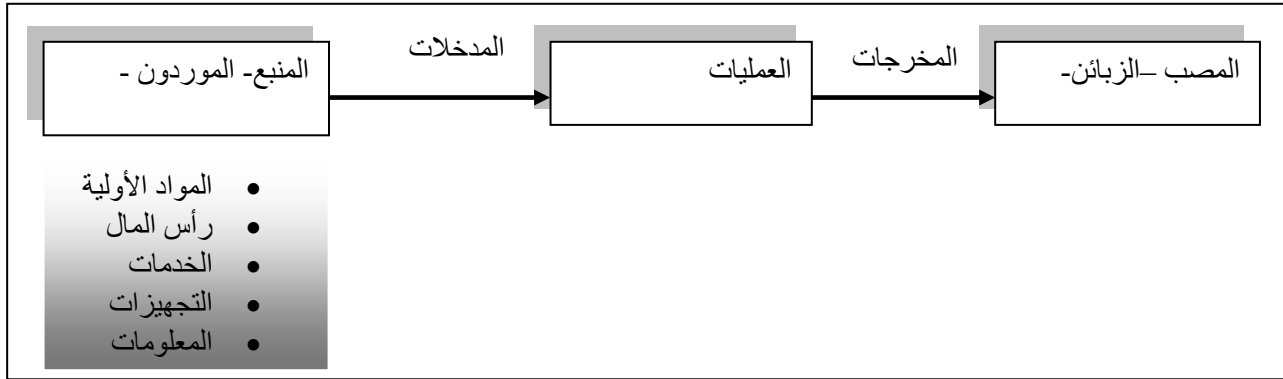 المنبع- الموردون -
المدخلات
العمليات
المخرجات
المصب –الزبائن-
• المواد الأولية
• رأس المال
• الخدمات
• التجهيزات
• المعلومات